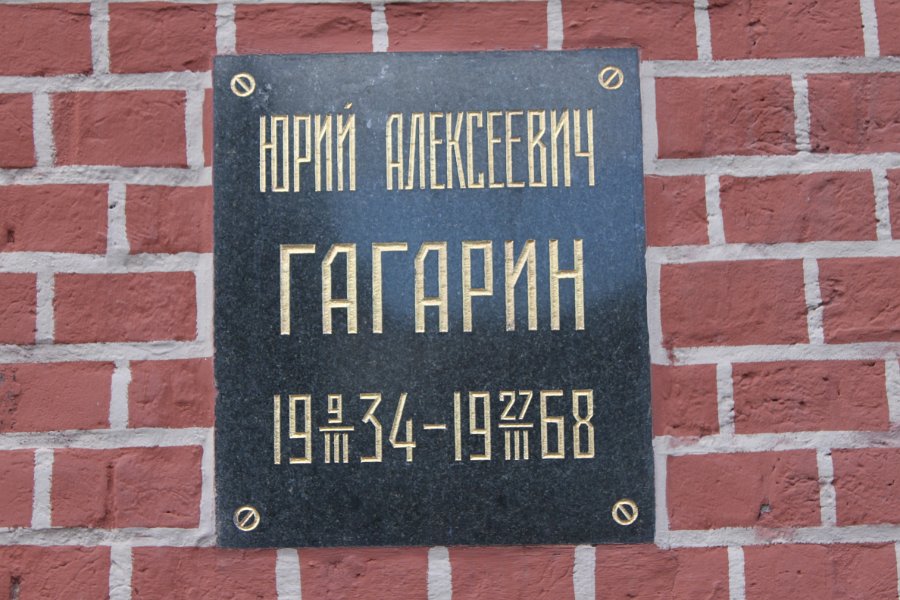 ЮРИЙ АЛЕКСЕЕВИЧ
ГАГАРИН
19 9/III 34-19 27/III 68